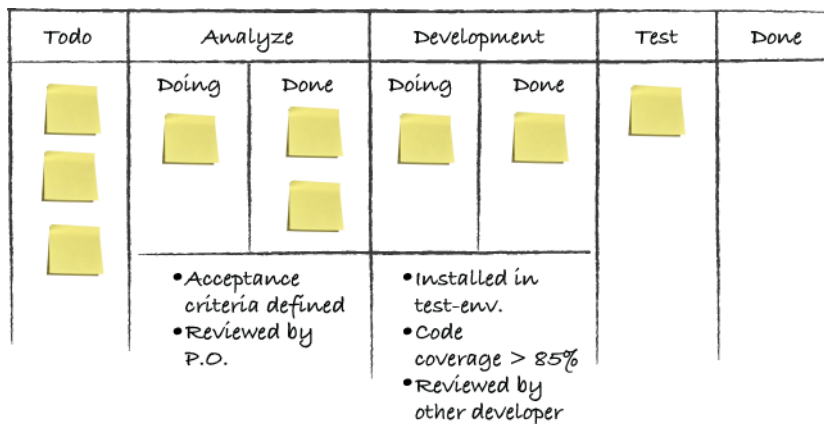 Todo
Analyze
Development
Test
Done
Doing
Done
Doing
Done
•Acceptance
criteria defined
•Reviewed by
P.O.
•Installed in
test-env.
•Code
coverage > 85%
•Reviewed by
other developer